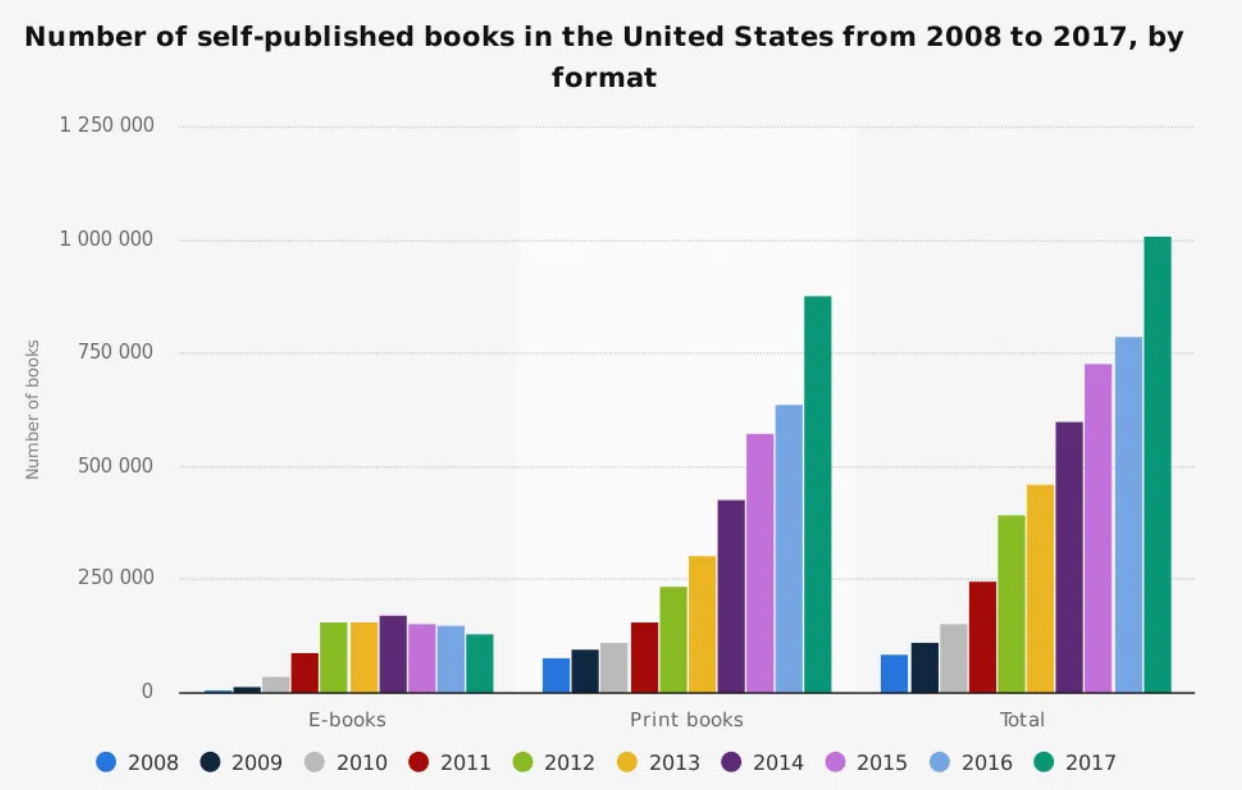 Number of self-published books in the United States from 2008 to 2017, by
format
1 250 000
1 000 000
750 000
500 000
250 000
0
Number of books
E-books Print books Total
2008 2009 2010 2011 2012 2013 2014 2015 2016 2017